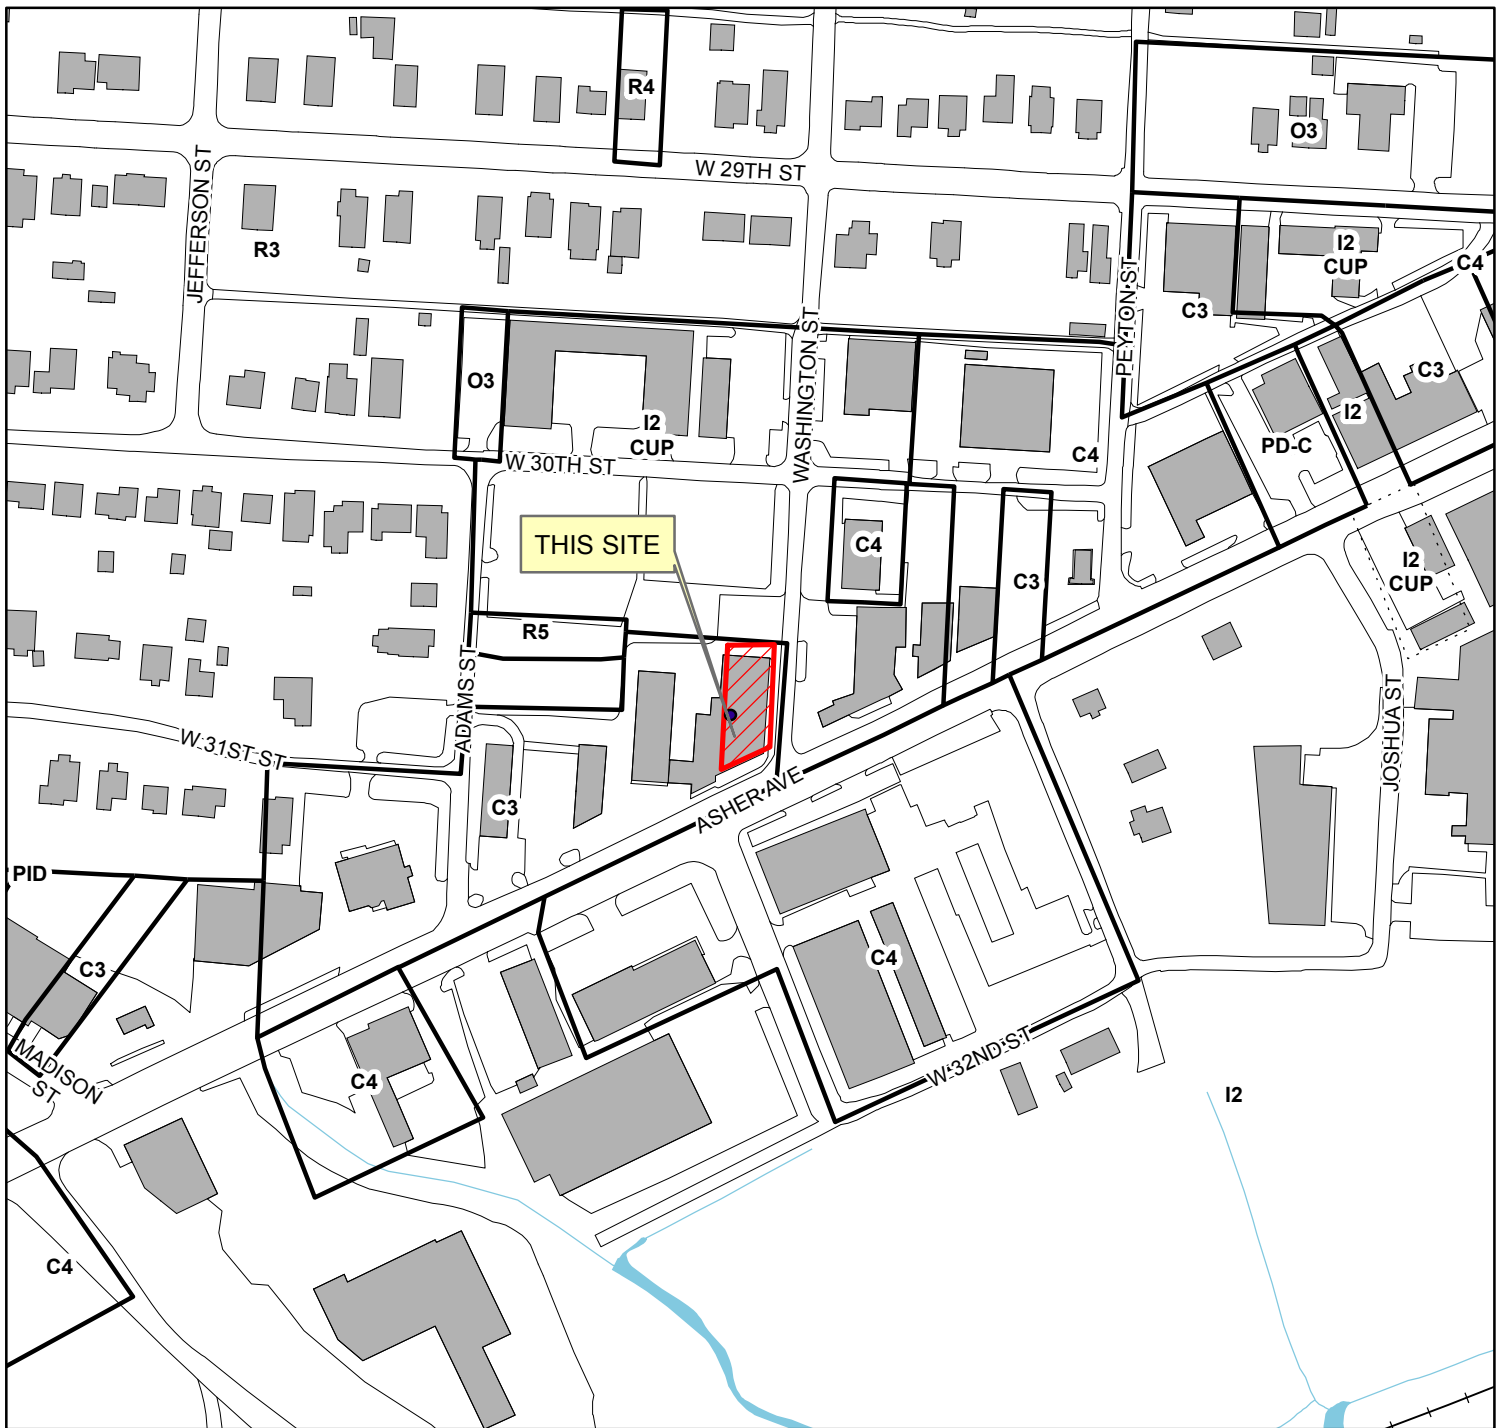 R4
O3
W 29TH ST
JEFFERSON ST
R3
I2
CUP
C4
C3
PEYTON ST
WASHINGTON ST
O3
C3
I2
I2
CUP
PD-C
C4
W 30TH ST
THIS SITE
C4
C3
I2
CUP
R5
ADAMS ST
JOSHUA ST
W 31ST ST
ASHER AVE
C3
PID
C3
C4
MADISON
ST
C4
W 32ND ST
I2
C4